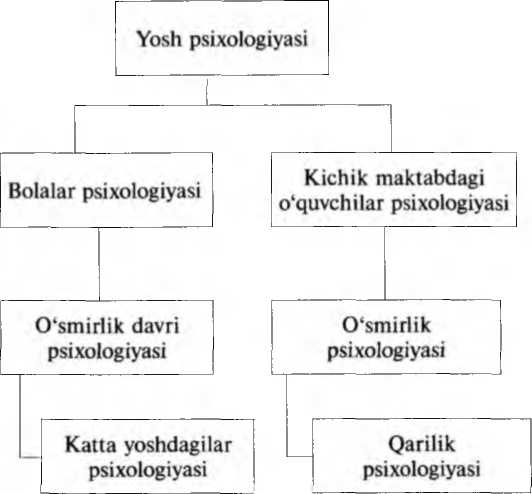 Yosh psixologiyasi
Bolalar psixologiyasi
Kichik maktabdagi
o‘quvchilar psixologiyasi
O‘smirlik davri
psixologiyasi
O‘smirlik
psixologiyasi
Katta yoshdagilar
psixologiyasi
Qarilik
psixologiyasi